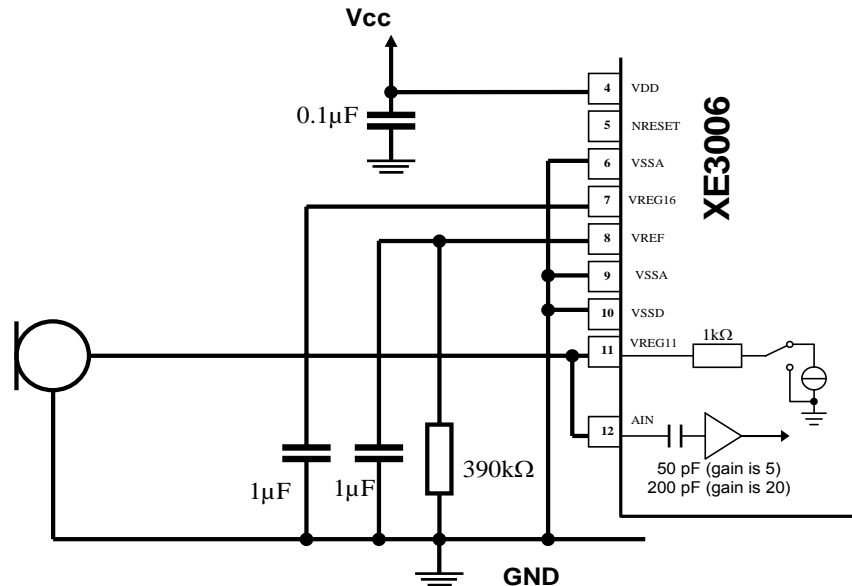 Vcc
0.1µF
4 VDD
5 NRESET
6 VSSA
7 VREG16
8 VREF
9 VSSA
10 VSSD
11 VREG11
12 AIN
XE3006
1kΩ
50 pF (gain is 5)
200 pF (gain is 20)
1µF
1µF
390kΩ
GND